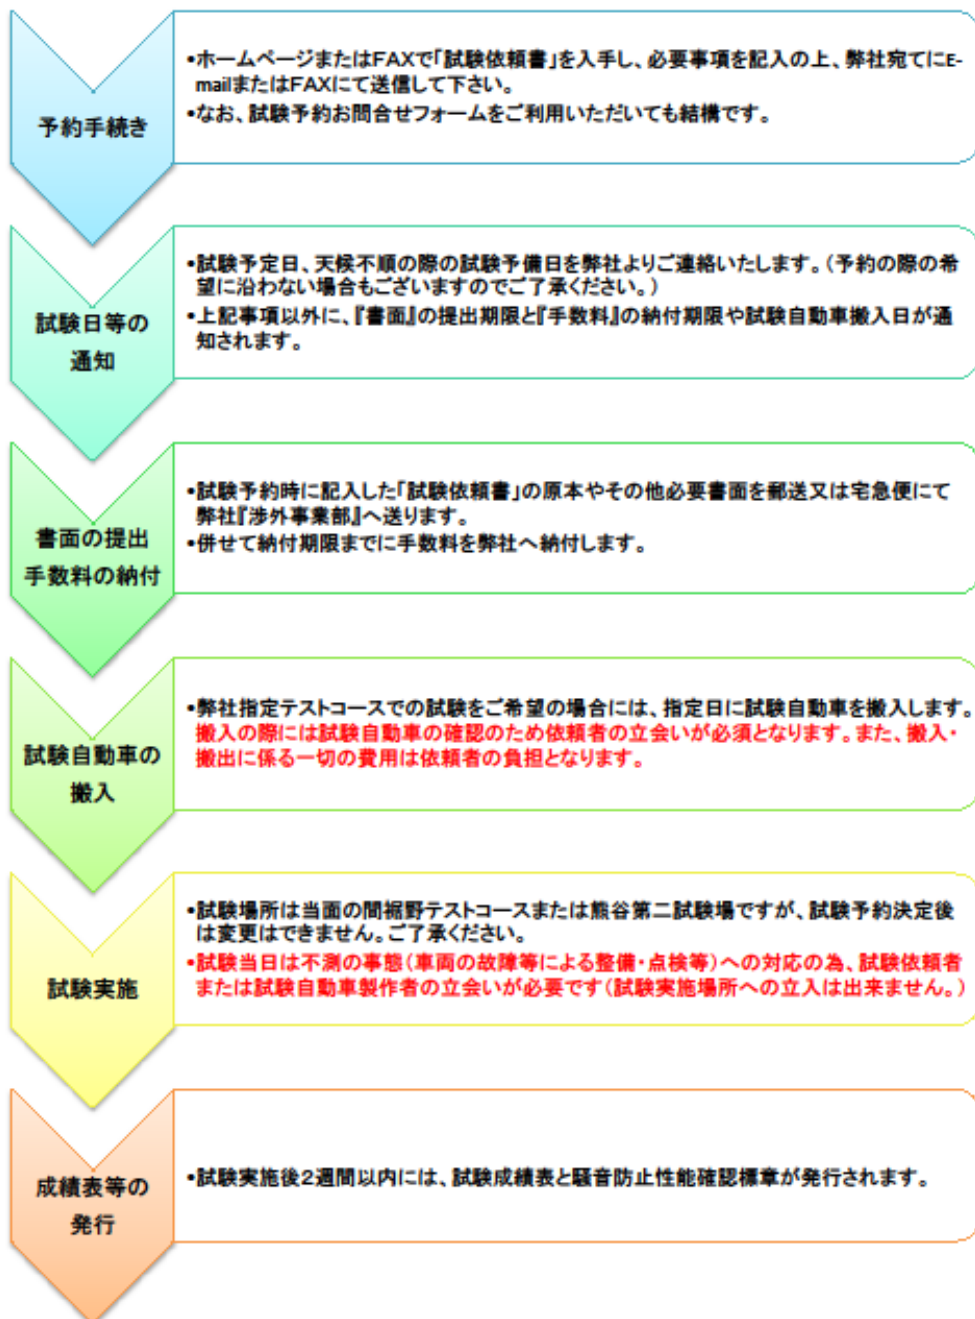 予約手続き
•ホームページまたはFAXで「試験依頼書」を入手し、必要事項を記入の上、弊社宛てにE-
mailまたはFAXにて送信して下さい。
•なお、試験予約お問合せフォームをご利用いただいても結構です。
試験日等の
通知
•試験予定日、天候不順の際の試験予備日を弊社よりご連絡いたします。(予約の際の希
望に沿わない場合もございますのでご了承ください。)
•上記事項以外に、『書面』の提出期限と『手数料』の納付期限や試験自動車搬入日が通
知されます。
書面の提出
手数料の納付
•試験予約時に記入した「試験依頼書」の原本やその他必要書面を郵送又は宅急便にて
弊社『渉外事業部』へ送ります。
•併せて納付期限までに手数料を弊社へ納付します。
試験自動車の
搬入
•弊社指定テストコースでの試験をご希望の場合には、指定日に試験自動車を搬入します。
搬入の際には試験自動車の確認のため依頼者の立会いが必須となります。また、搬入・
搬出に係る一切の費用は依頼者の負担となります。
試験実施
•試験場所は当面の間裾野テストコースまたは熊谷第二試験場ですが、試験予約決定後
は変更はできません。ご了承ください。
•試験当日は不測の事態(車両の故障等による整備・点検等)への対応の為、試験依頼者
または試験自動車製作者の立会いが必要です(試験実施場所への立入は出来ません。)
成績表等の
発行
•試験実施後2週間以内には、試験成績表と騒音防止性能確認標章が発行されます。